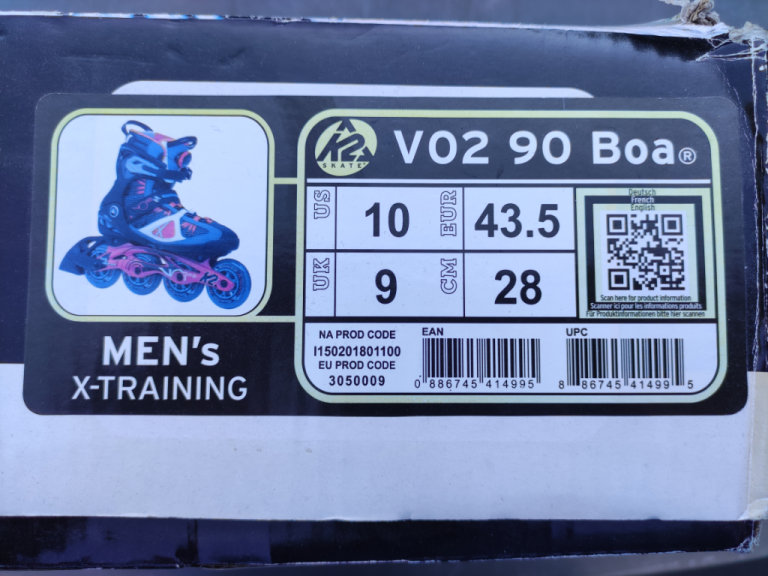 K2
SKATE
VO2 90 Boa®
US 10 EUR 43.5
UK 9 CM 28
Deutsch
French
English
Scan here for product information
Scanner ici pour les informations produits
Für Produktinformationen bitte hier scannen
MEN's
X-TRAINING
NA PROD CODE
I150201801100
EU PROD CODE
3050009
EAN
0 886745 414995
UPC
8 86745 41499 5